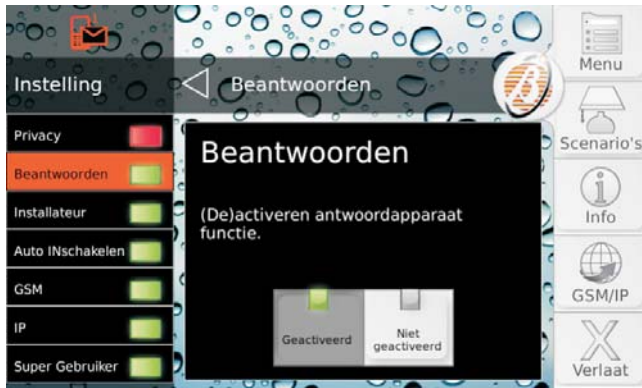 Instelling
Beantwoorden
Privacy
Beantwoorden
Installateur
Auto INschakelen
GSM
IP
Super Gebruiker
Beantwoorden
(De)activeren antwoordapparaat
functie.
Geactiveerd
Niet
geactiveerd
Menu
Scenario's
Info
GSM/IP
Verlaat